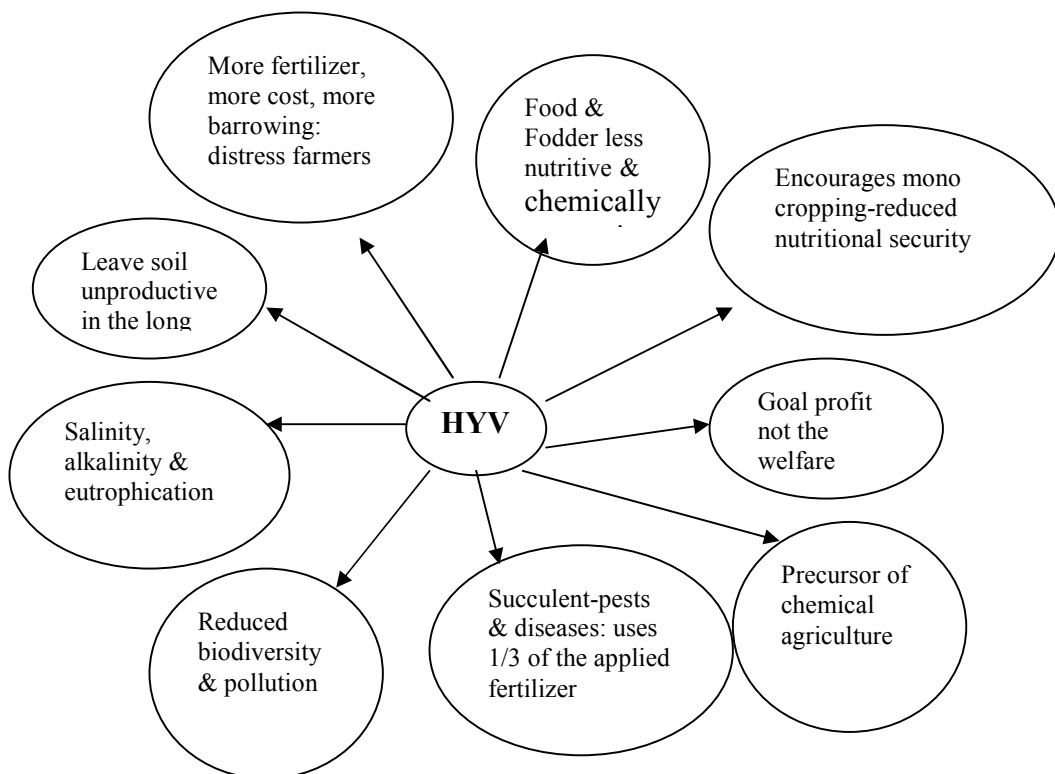 More fertilizer,
more cost, more
barrowing:
distress farmers
Food &
Fodder less
nutritive &
chemically
Encourages mono
cropping-reduced
nutritional security
Leave soil
unproductive
in the long
HYV
Goal profit
not the
welfare
Salinity,
alkalinity &
eutrophication
Precursor of
chemical
agriculture
Succulent-pests
& diseases: uses
1/3 of the applied
fertilizer
Reduced
biodiversity
& pollution